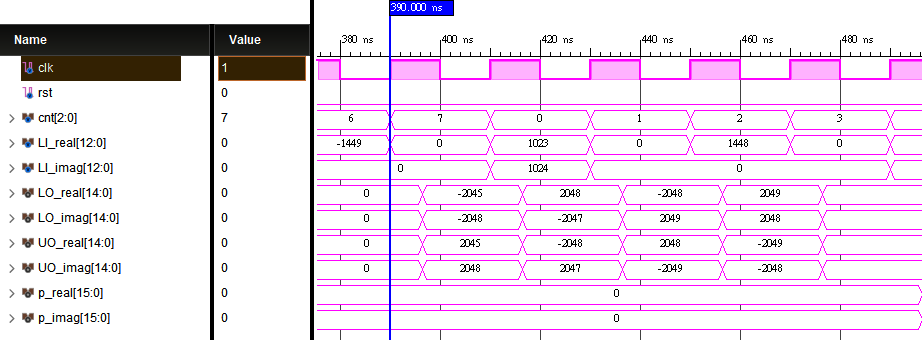 390.000 ns
Name Value 380 ns 400 ns 420 ns 440 ns 460 ns 480 ns
clk 1
rst 0
cnt[2:0] 7 6 7 0 1 2 3
LI_real[12:0] 0 -1449 0 1023 0 1448 0
LI_imag[12:0] 0 0 1024 0
LO_real[14:0] 0 0 -2045 2048 -2048 2049
LO_imag[14:0] 0 0 -2048 -2047 2049 2048
UO_real[14:0] 0 0 2045 -2048 2048 -2049
UO_imag[14:0] 0 0 2048 2047 -2049 -2048
p_real[15:0] 0 0
p_imag[15:0] 0 0